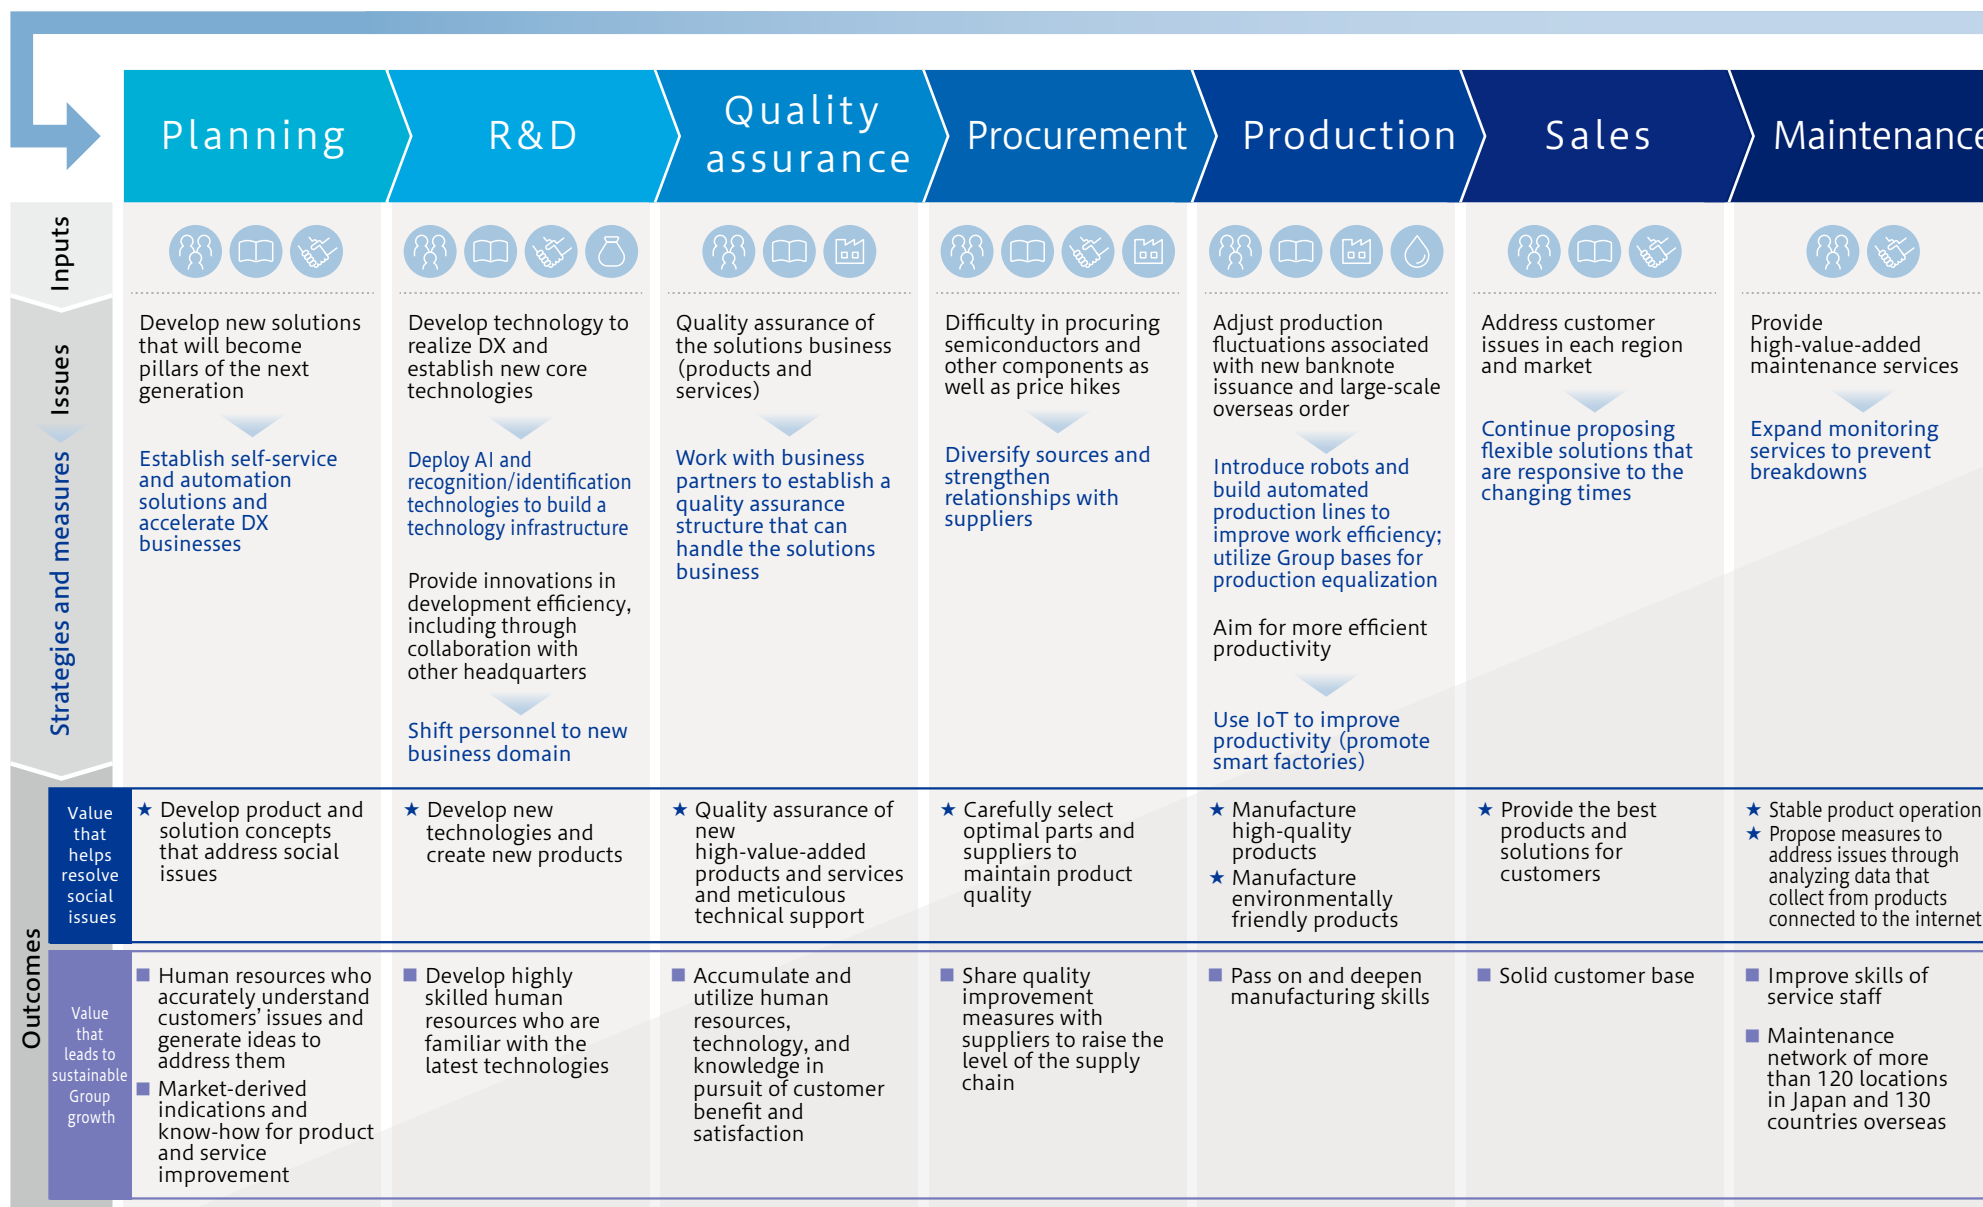 Planning
R&D
Quality
assurance
Procurement
Production
Sales
Maintenance
Inputs
Issues
Strategies and measures
Develop new solutions
that will become
pillars of the next
generation
Establish self-service
and automation
solutions and
accelerate DX
businesses
Develop technology to
realize DX and
establish new core
technologies
Deploy AI and
recognition/identification
technologies to build a
technology infrastructure
Provide innovations in
development efficiency,
including through
collaboration with
other headquarters
Shift personnel to new
business domain
Quality assurance of
the solutions business
(products and
services)
Work with business
partners to establish a
quality assurance
structure that can
handle the solutions
business
Difficulty in procuring
semiconductors and
other components as
well as price hikes
Diversify sources and
strengthen
relationships with
suppliers
Adjust production
fluctuations associated
with new banknote
issuance and large-scale
overseas order
Introduce robots and
build automated
production lines to
improve work efficiency;
utilize Group bases for
production equalization
Aim for more efficient
productivity
Use IoT to improve
productivity (promote
smart factories)
Address customer
issues in each region
and market
Continue proposing
flexible solutions that
are responsive to the
changing times
Provide
high-value-added
maintenance services
Expand monitoring
services to prevent
breakdowns
Outcomes
Value
that
helps
resolve
social
issues
★ Develop product and
solution concepts
that address social
issues
★ Develop new
technologies and
create new products
★ Quality assurance of
new
high-value-added
products and services
and meticulous
technical support
★ Carefully select
optimal parts and
suppliers to
maintain product
quality
★ Manufacture
high-quality
products
★ Manufacture
environmentally
friendly products
★ Provide the best
products and
solutions for
customers
★ Stable product operation
★ Propose measures to
address issues through
analyzing data that
collect from products
connected to the internet
Value
that
leads to
sustainable
Group
growth
■ Human resources who
accurately understand
customers' issues and
generate ideas to
address them
■ Market-derived
indications and
know-how for product
and service
improvement
■ Develop highly
skilled human
resources who are
familiar with the
latest technologies
■ Accumulate and
utilize human
resources,
technology, and
knowledge in
pursuit of customer
benefit and
satisfaction
■ Share quality
improvement
measures with
suppliers to raise the
level of the supply
chain
■ Pass on and deepen
manufacturing skills
■ Solid customer base
■ Improve skills of
service staff
■ Maintenance
network of more
than 120 locations
in Japan and 130
countries overseas